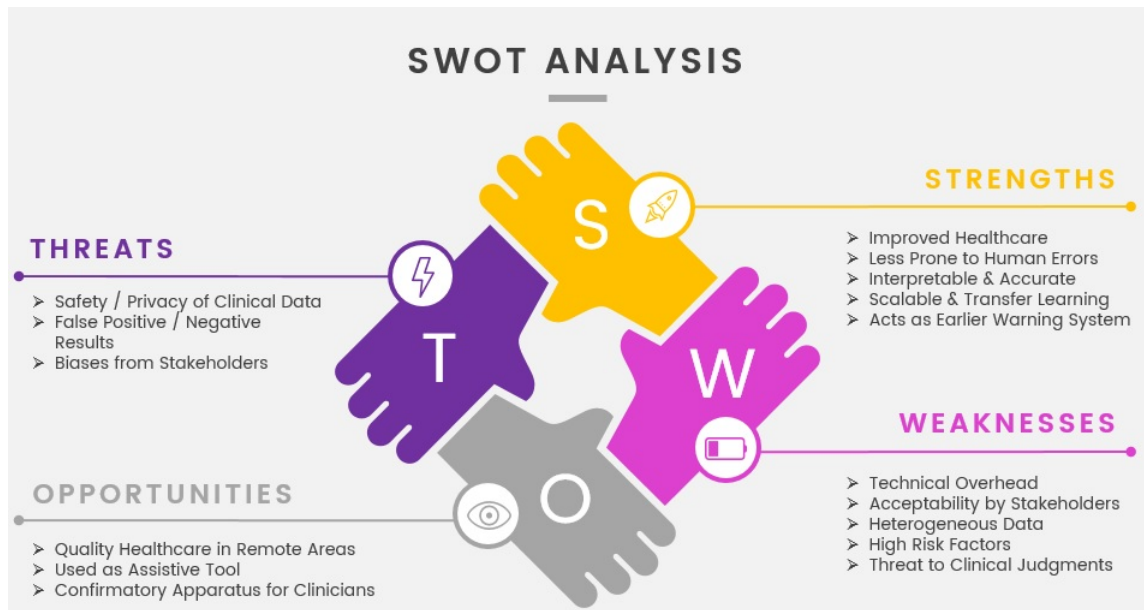 SWOT ANALYSIS
S
W
O
T
STRENGTHS
➢ Improved Healthcare
➢ Less Prone to Human Errors
➢ Interpretable & Accurate
➢ Scalable & Transfer Learning
➢ Acts as Earlier Warning System
WEAKNESSES
➢ Technical Overhead
➢ Acceptability by Stakeholders
➢ Heterogeneous Data
➢ High Risk Factors
➢ Threat to Clinical Judgments
OPPORTUNITIES
➢ Quality Healthcare in Remote Areas
➢ Used as Assistive Tool
➢ Confirmatory Apparatus for Clinicians
THREATS
➢ Safety / Privacy of Clinical Data
➢ False Positive / Negative
Results
➢ Biases from Stakeholders